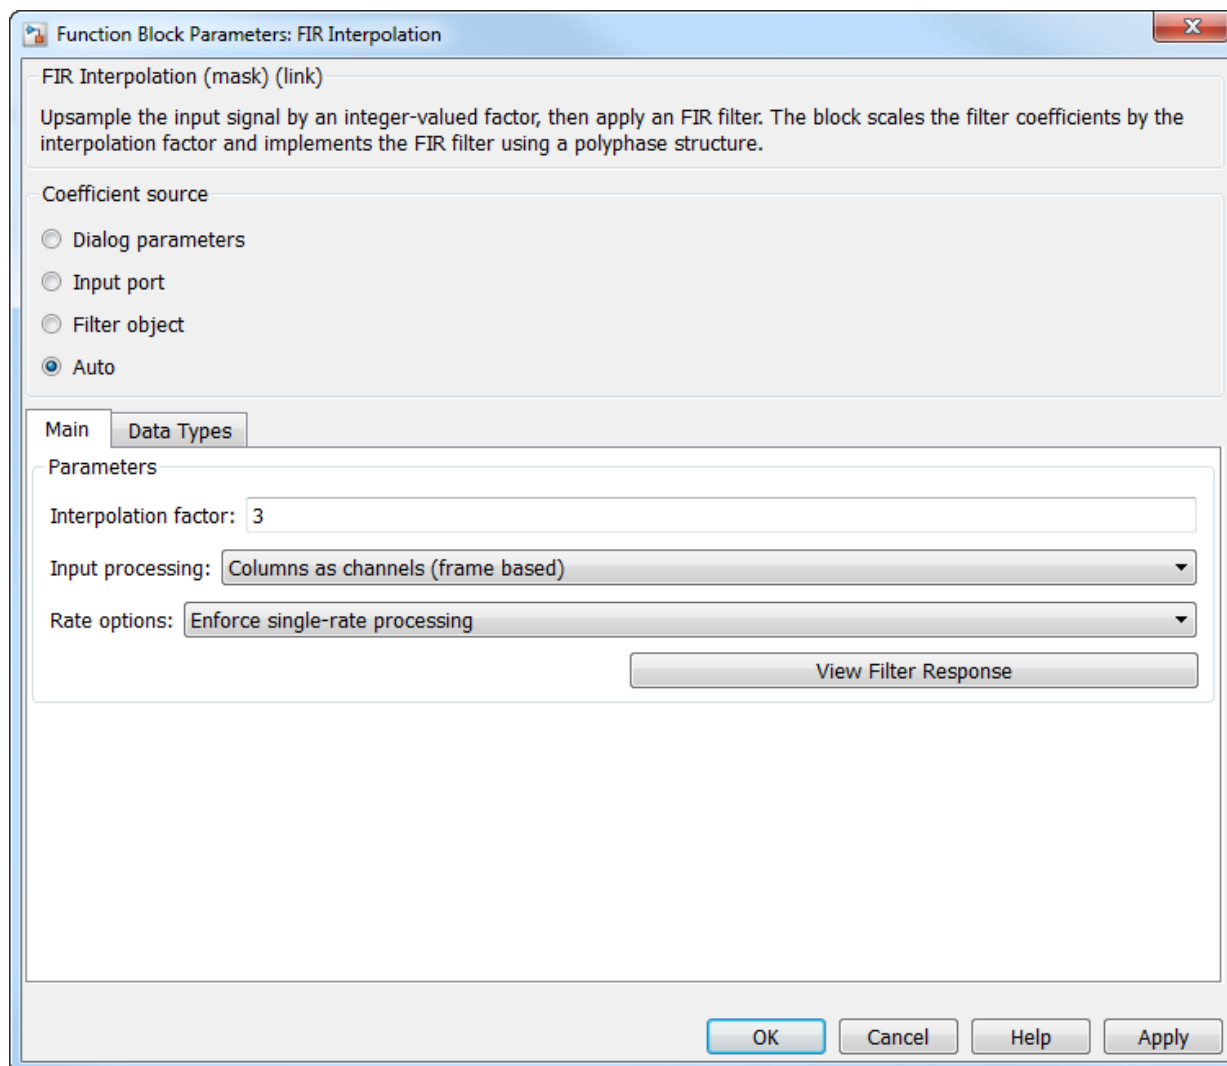 Function Block Parameters: FIR Interpolation
FIR Interpolation (mask) (link)
Upsample the input signal by an integer-valued factor, then apply an FIR filter. The block scales the filter coefficients by the
interpolation factor and implements the FIR filter using a polyphase structure.
Coefficient source
Dialog parameters
Input port
Filter object
Auto
Main Data Types
Parameters
Interpolation factor: 3
Input processing: Columns as channels (frame based)
Rate options: Enforce single-rate processing
View Filter Response
OK Cancel Help Apply